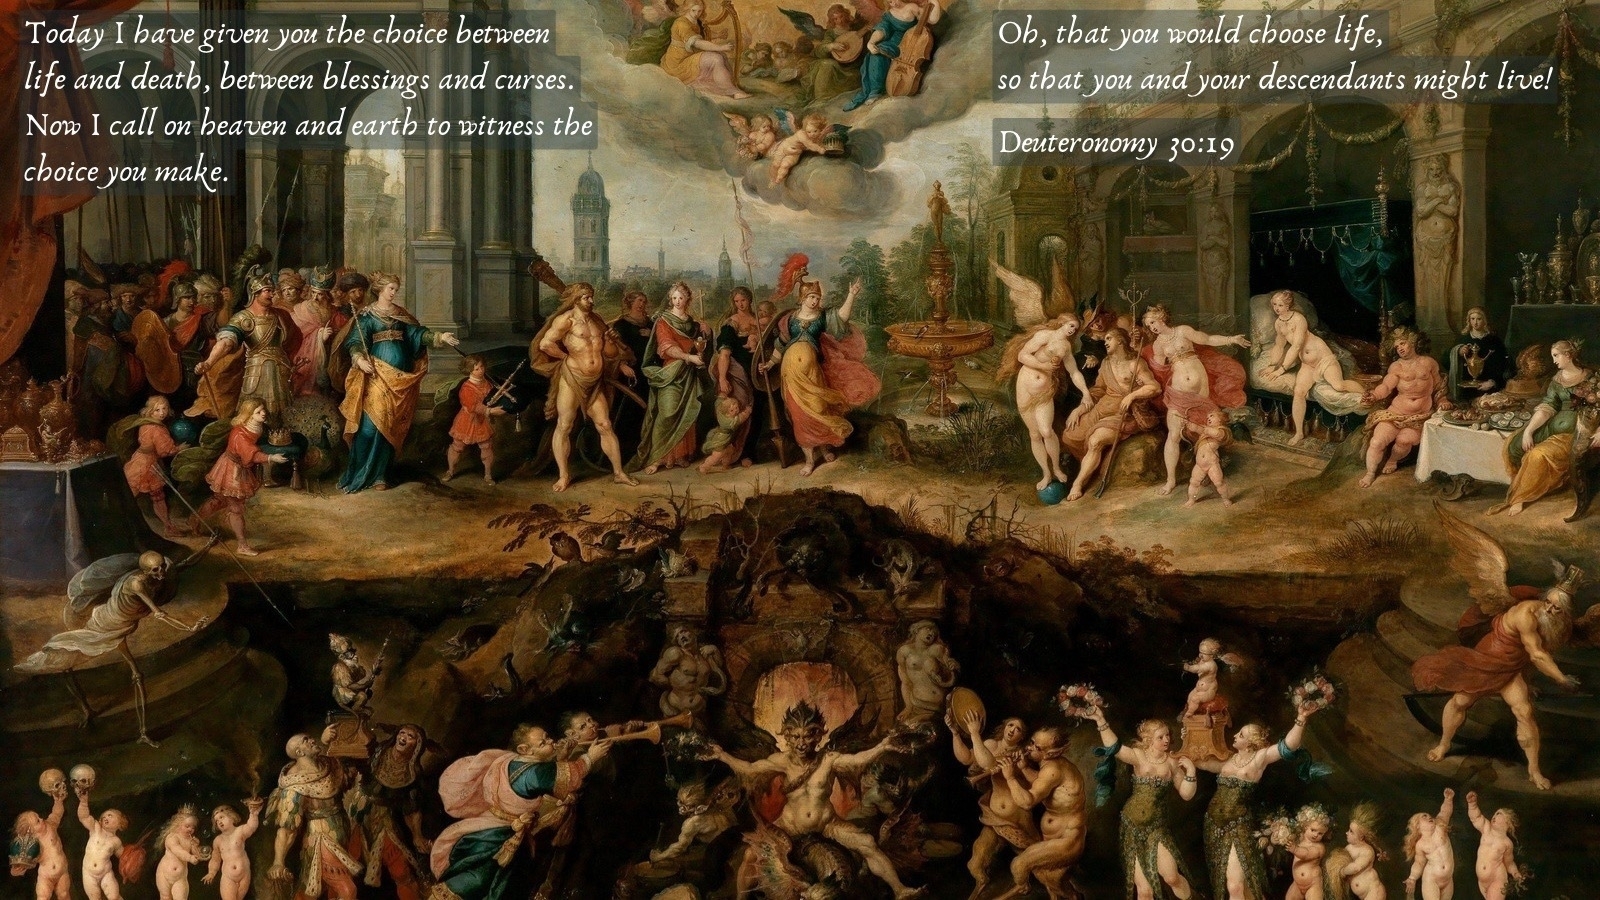 Today I have given you the choice between
life and death, between blessings and curses.
Now I call on heaven and earth to witness the
choice you make.
Oh, that you would choose life,
so that you and your descendants might live!
Deuteronomy 30:19